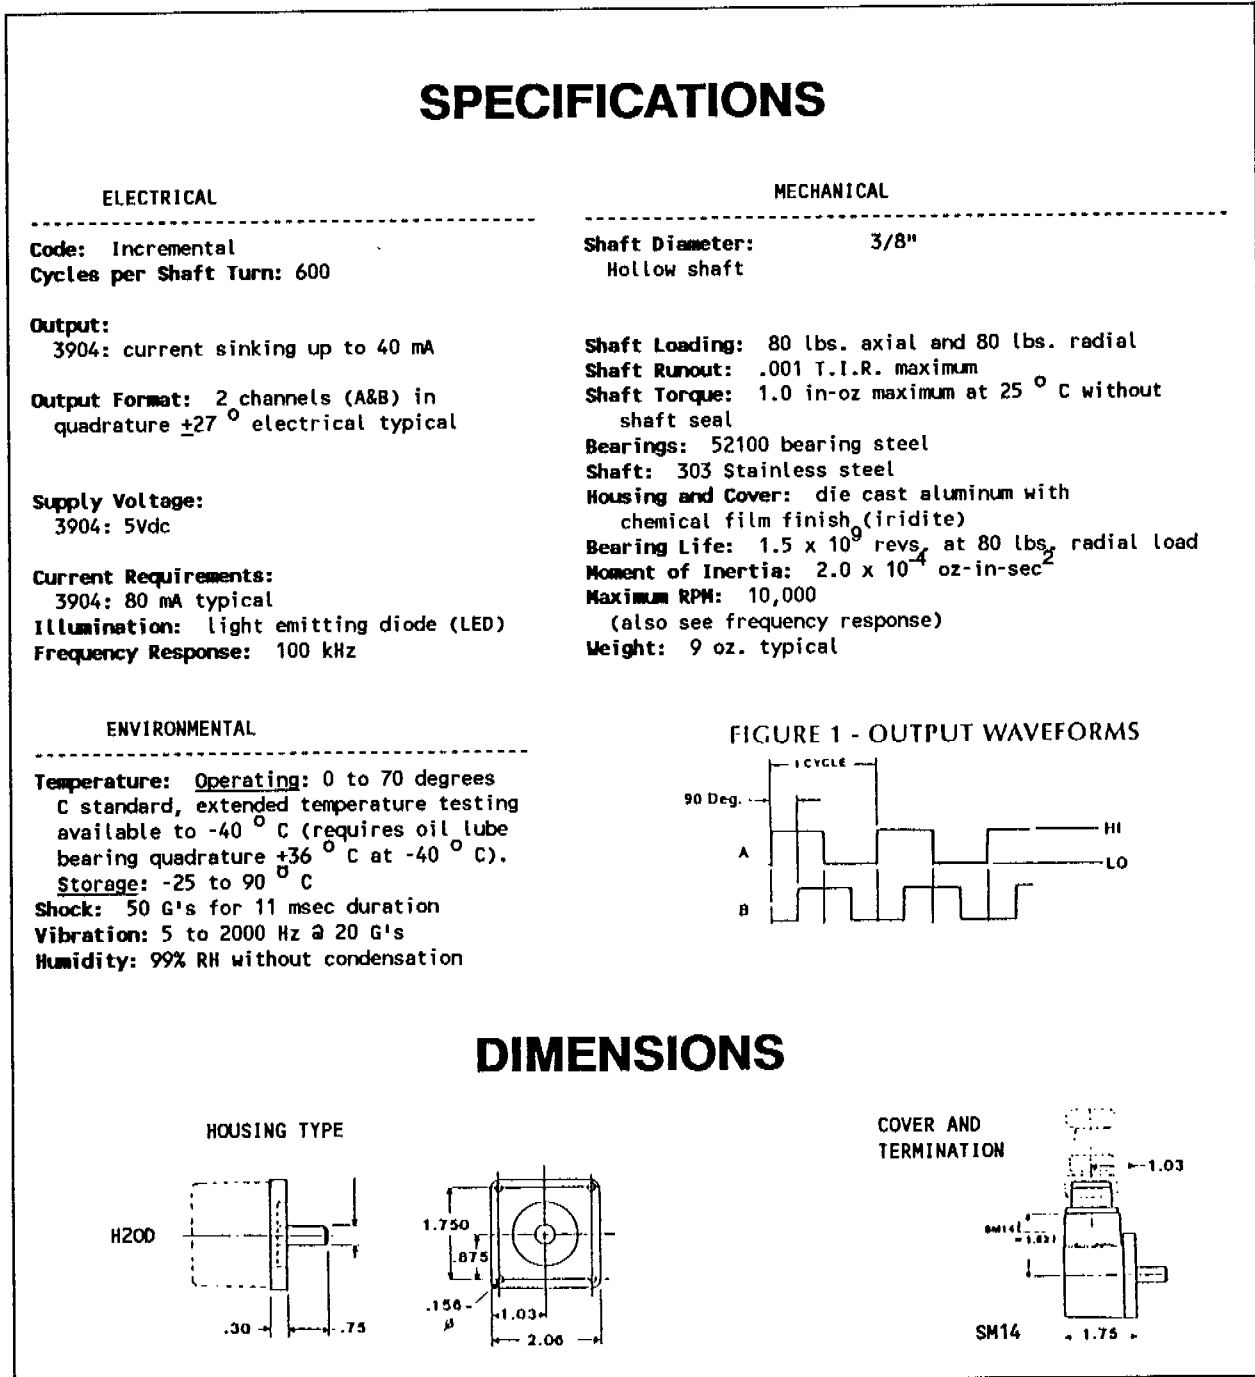 SPECIFICATIONS
ELECTRICAL
Code: Incremental
Cycles per Shaft Turn: 600
Output:
3904: current sinking up to 40 mA
Output Format: 2 channels (A&B) in
quadrature ±27 ° electrical typical
Supply Voltage:
3904: 5Vdc
Current Requirements:
3904: 80 mA typical
Illumination: light emitting diode (LED)
Frequency Response: 100 kHz
MECHANICAL
Shaft Diameter: 3/8"
Hollow shaft
Shaft Loading: 80 lbs. axial and 80 lbs. radial
Shaft Runout: .001 T.I.R. maximum
Shaft Torque: 1.0 in-oz maximum at 25 ° C without
shaft seal
Bearings: 52100 bearing steel
Shaft: 303 Stainless steel
Housing and Cover: die cast aluminum with
chemical film finish (iridite)
Bearing Life: 1.5 x 10⁹ revs. at 80 lbs. radial load
Moment of Inertia: 2.0 x 10⁻⁴ oz-in-sec²
Maximum RPM: 10,000
(also see frequency response)
Weight: 9 oz. typical
ENVIRONMENTAL
Temperature: Operating: 0 to 70 degrees
C standard, extended temperature testing
available to -40 ° C (requires oil lube
bearing quadrature ±36 ° C at -40 ° C).
Storage: -25 to 90 ° C
Shock: 50 G's for 11 msec duration
Vibration: 5 to 2000 Hz @ 20 G's
Humidity: 99% RH without condensation
FIGURE 1 - OUTPUT WAVEFORMS
1 CYCLE
90 Deg.
A
HI
LO
B
DIMENSIONS
HOUSING TYPE
H20D
.30
.75
1.750
.875
.156
Ø
1.03
2.06
COVER AND
TERMINATION
1.03
SM14
1.75